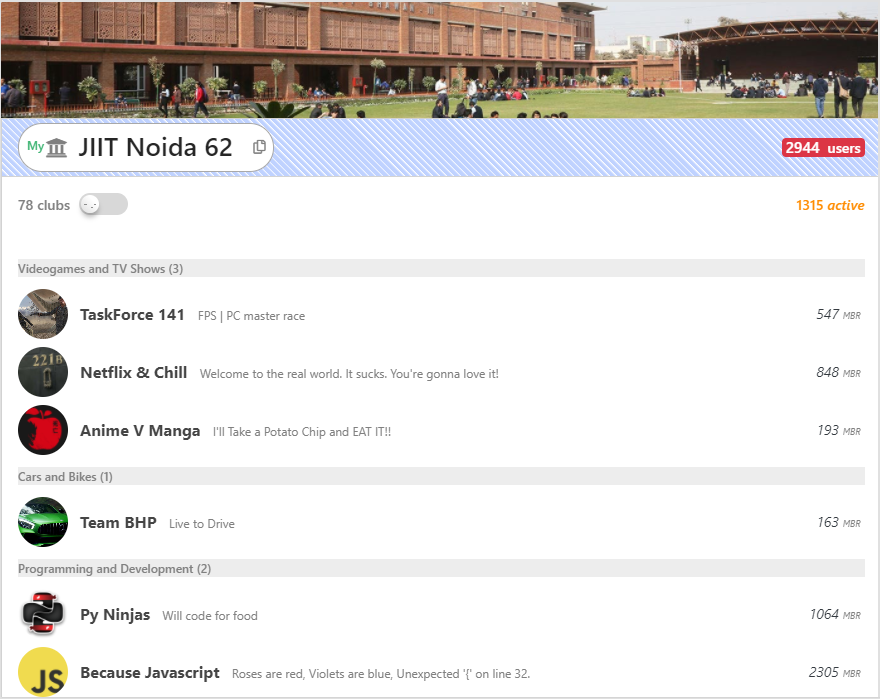 My JIIT Noida 62
2944 users
78 clubs
1315 active
Videogames and TV Shows (3)
TaskForce 141 FPS | PC master race 547 MBR
221B
Netflix & Chill Welcome to the real world. It sucks. You're gonna love it! 848 MBR
Anime V Manga I'll Take a Potato Chip and EAT IT!! 193 MBR
Cars and Bikes (1)
Team BHP Live to Drive 163 MBR
Programming and Development (2)
Py Ninjas Will code for food 1064 MBR
JS
Because Javascript Roses are red, Violets are blue, Unexpected '{' on line 32. 2305 MBR